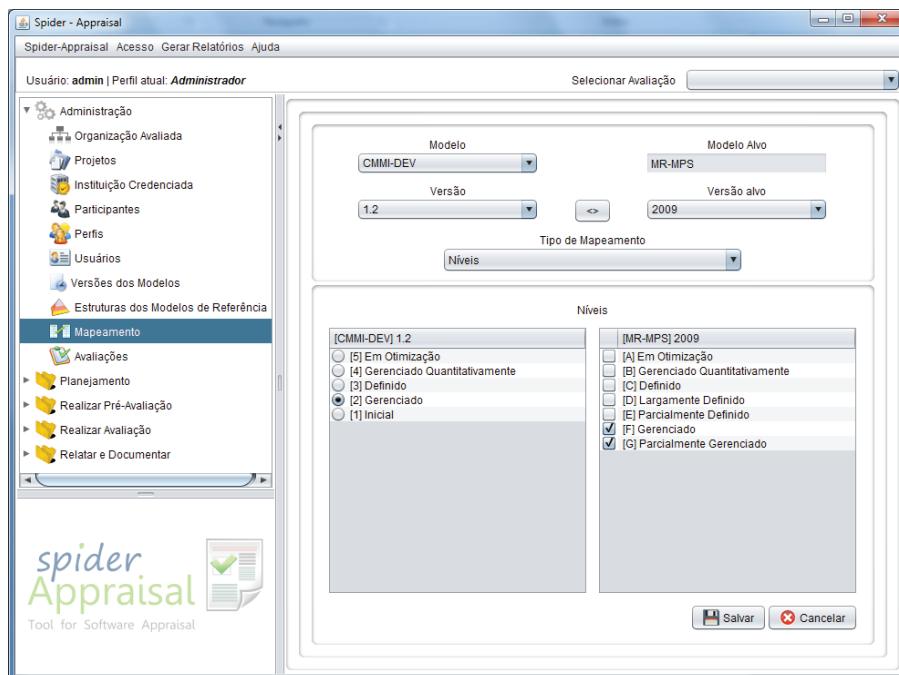 Spider - Appraisal
Spider-Appraisal Acesso Gerar Relatórios Ajuda
Usuário: admin | Perfil atual: Administrador
Selecionar Avaliação
Administração
Organização Avaliada
Projetos
Instituição Credenciada
Participantes
Perfis
Usuários
Versões dos Modelos
Estruturas dos Modelos de Referência
Mapeamento
Avaliações
Planejamento
Realizar Pré-Avaliação
Realizar Avaliação
Relatar e Documentar
spider
Appraisal
Tool for Software Appraisal
Modelo
Modelo Alvo
CMMI-DEV
MR-MPS
Versão
Versão alvo
1.2
<>
2009
Tipo de Mapeamento
Níveis
Níveis
[CMMI-DEV] 1.2
[5] Em Otimização
[4] Gerenciado Quantitativamente
[3] Definido
[2] Gerenciado
[1] Inicial
[MR-MPS] 2009
[A] Em Otimização
[B] Gerenciado Quantitativamente
[C] Definido
[D] Largamente Definido
[E] Parcialmente Definido
[F] Gerenciado
[G] Parcialmente Gerenciado
Salvar
Cancelar